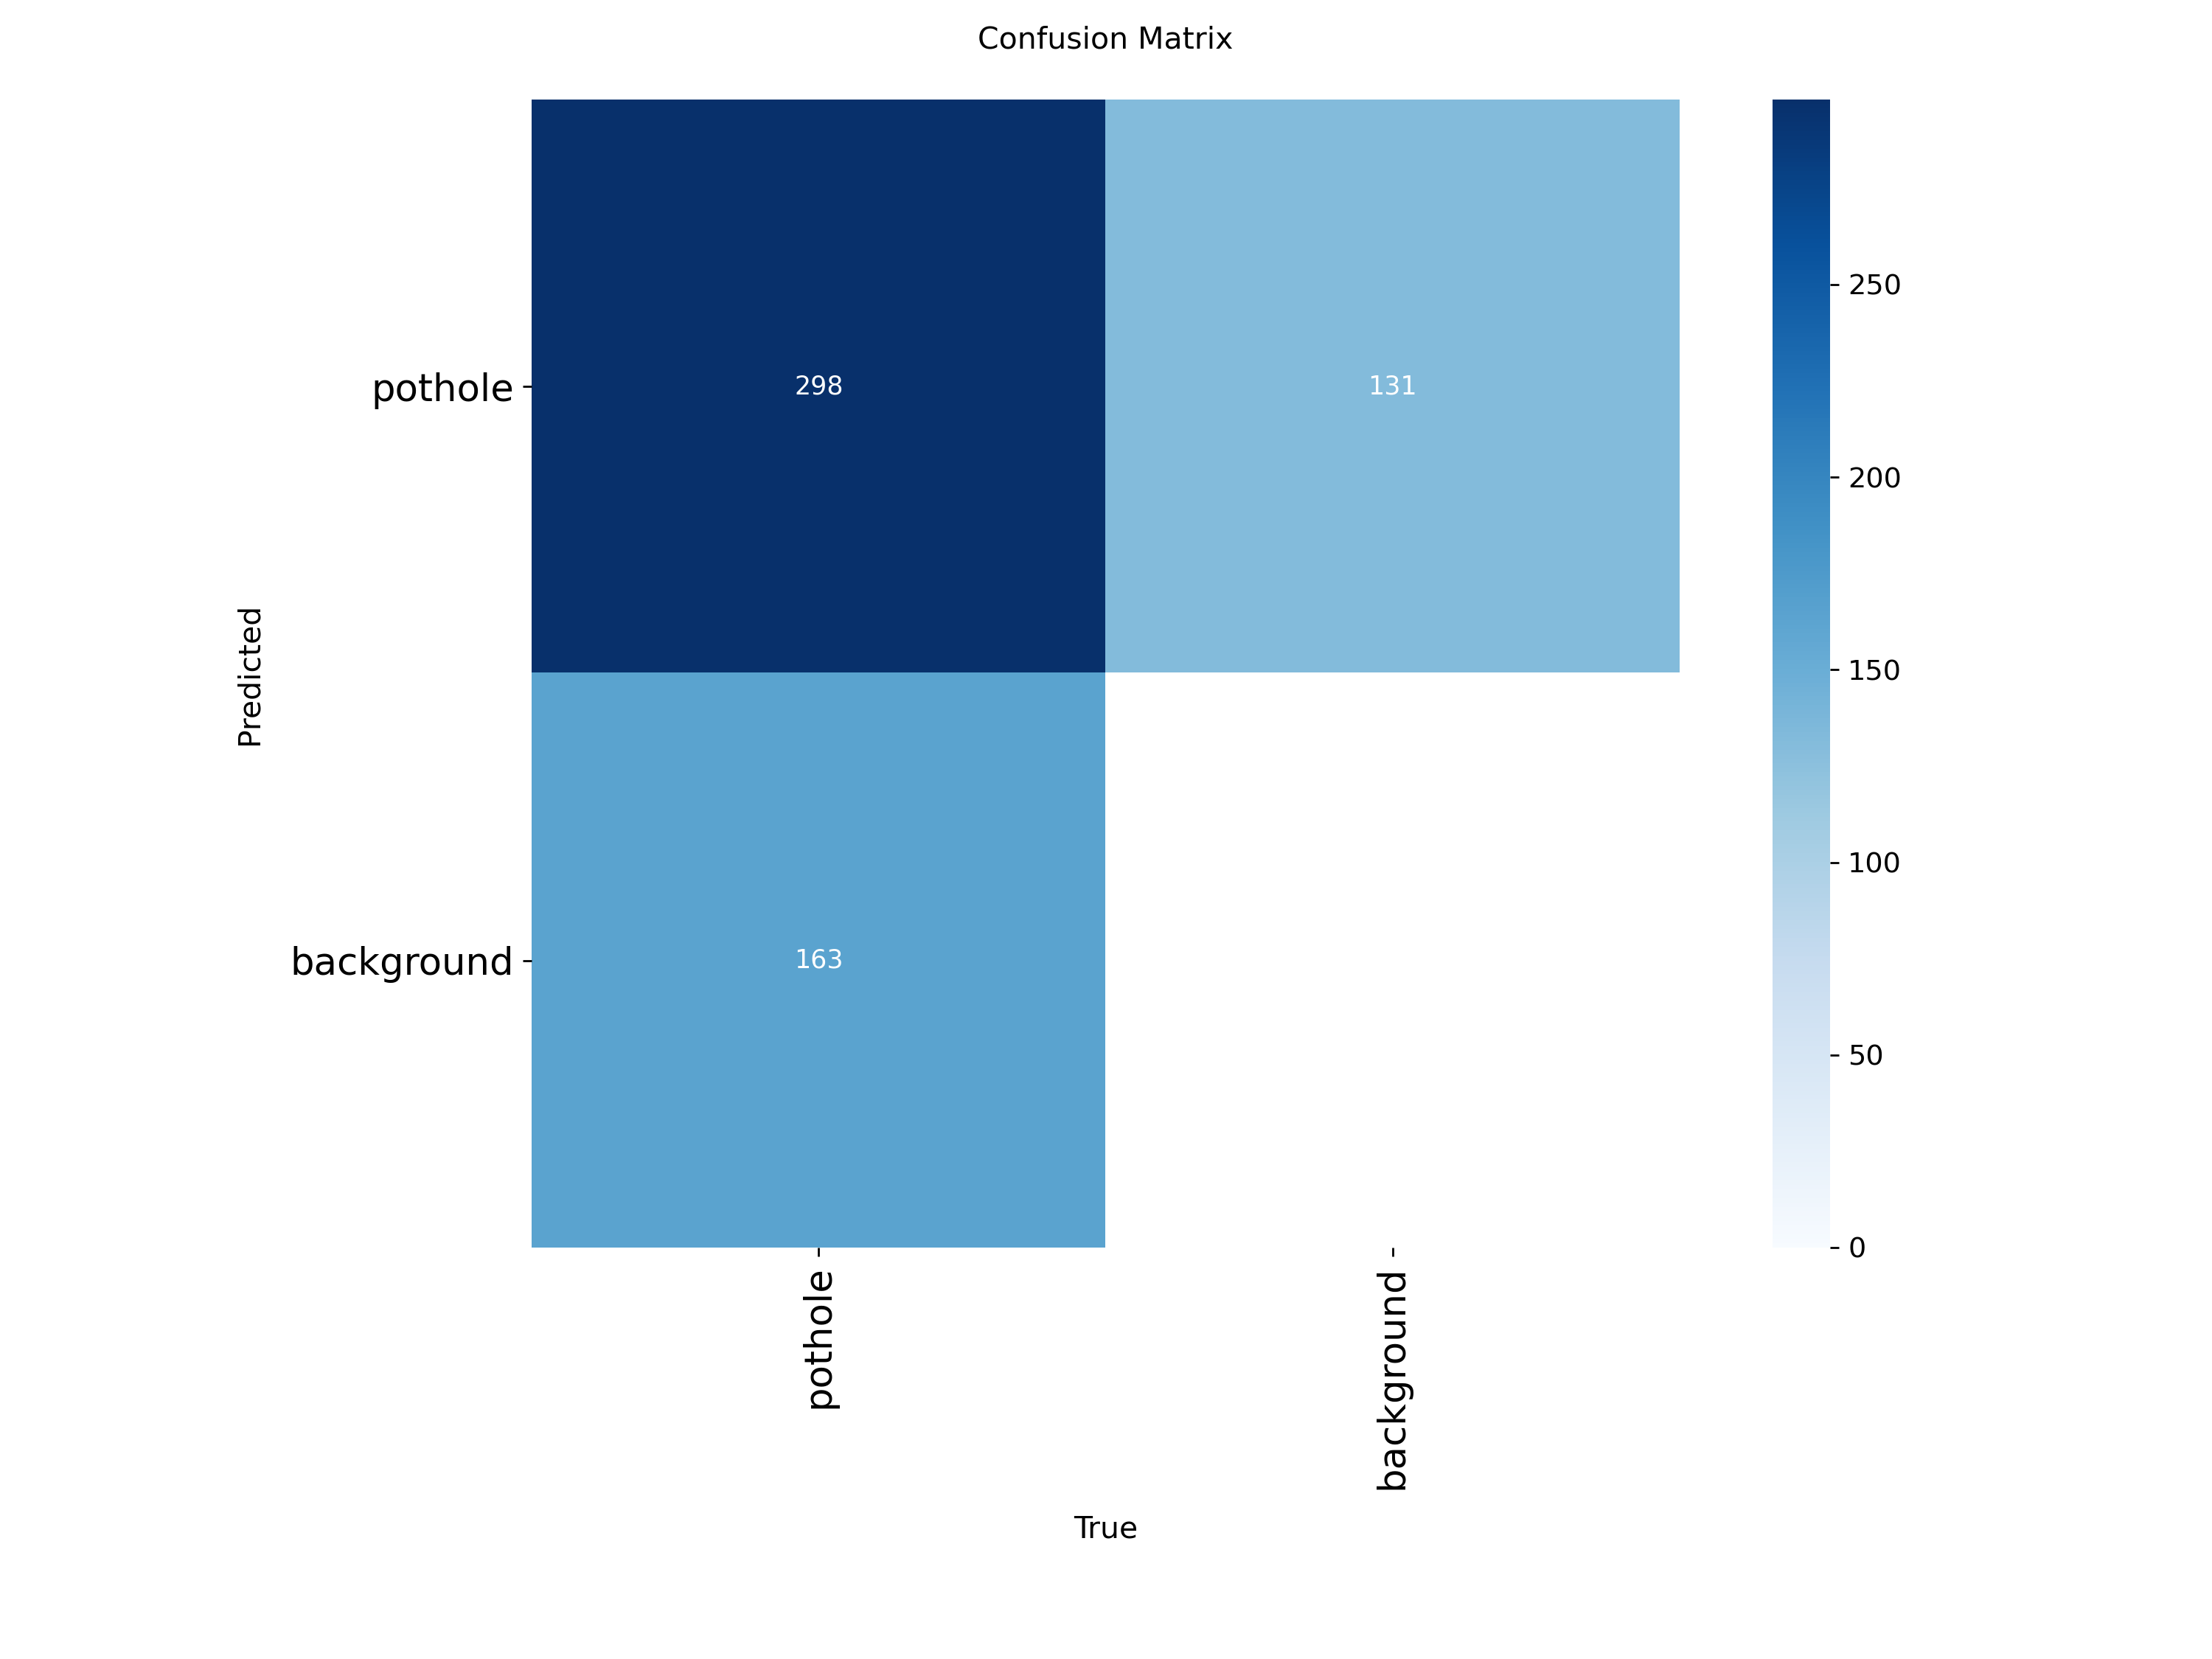 Confusion Matrix
pothole
298
131
250
200
Predicted
150
100
background
163
50
0
pothole
background
True